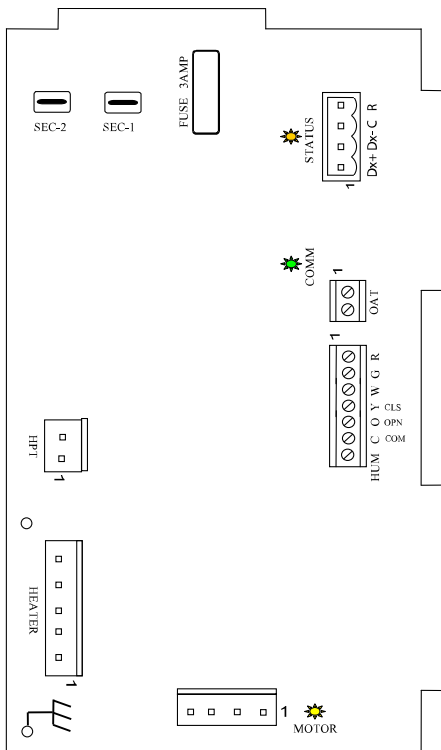 FUSE 3AMP
SEC-2
SEC-1
STATUS
Dx+ Dx- C R
1
COMM
1
OAT
1
HUM C O Y W G R
CLS
OPN
COM
HPT
1
HEATER
1
1
MOTOR